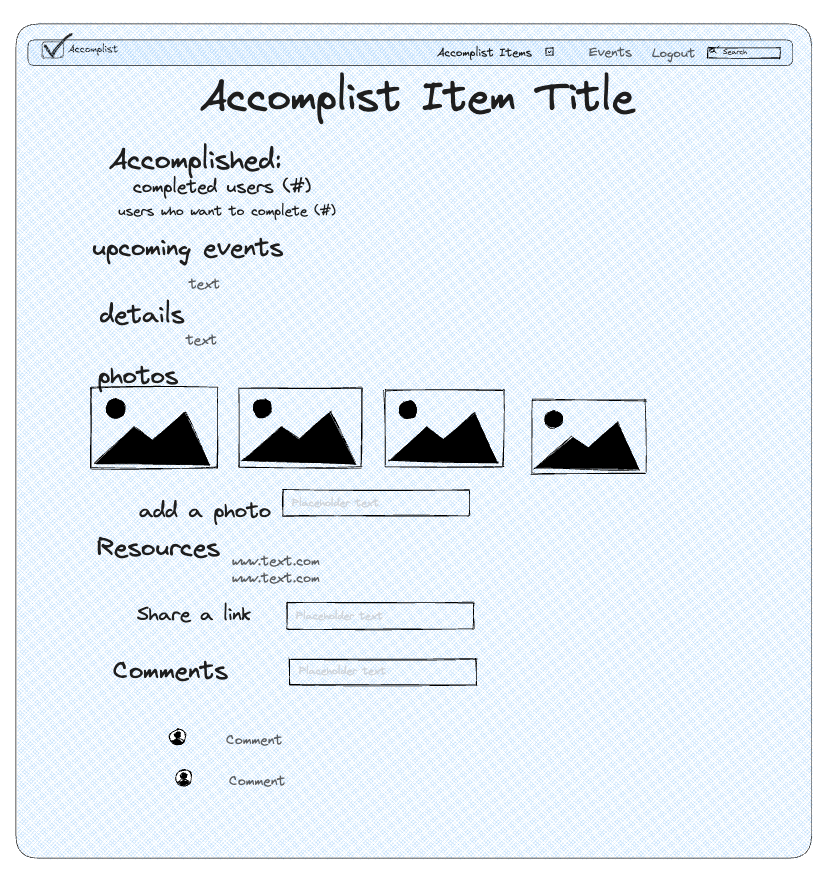 Accomplist Accomplist Items Events Logout Search
Accomplist Item Title
Accomplished:
completed users (#)
users who want to complete (#)
upcoming events
text
details
text
photos
add a photo Placeholder text
Resources
www.text.com
www.text.com
Share a link Placeholder text
Comments Placeholder text
Comment
Comment